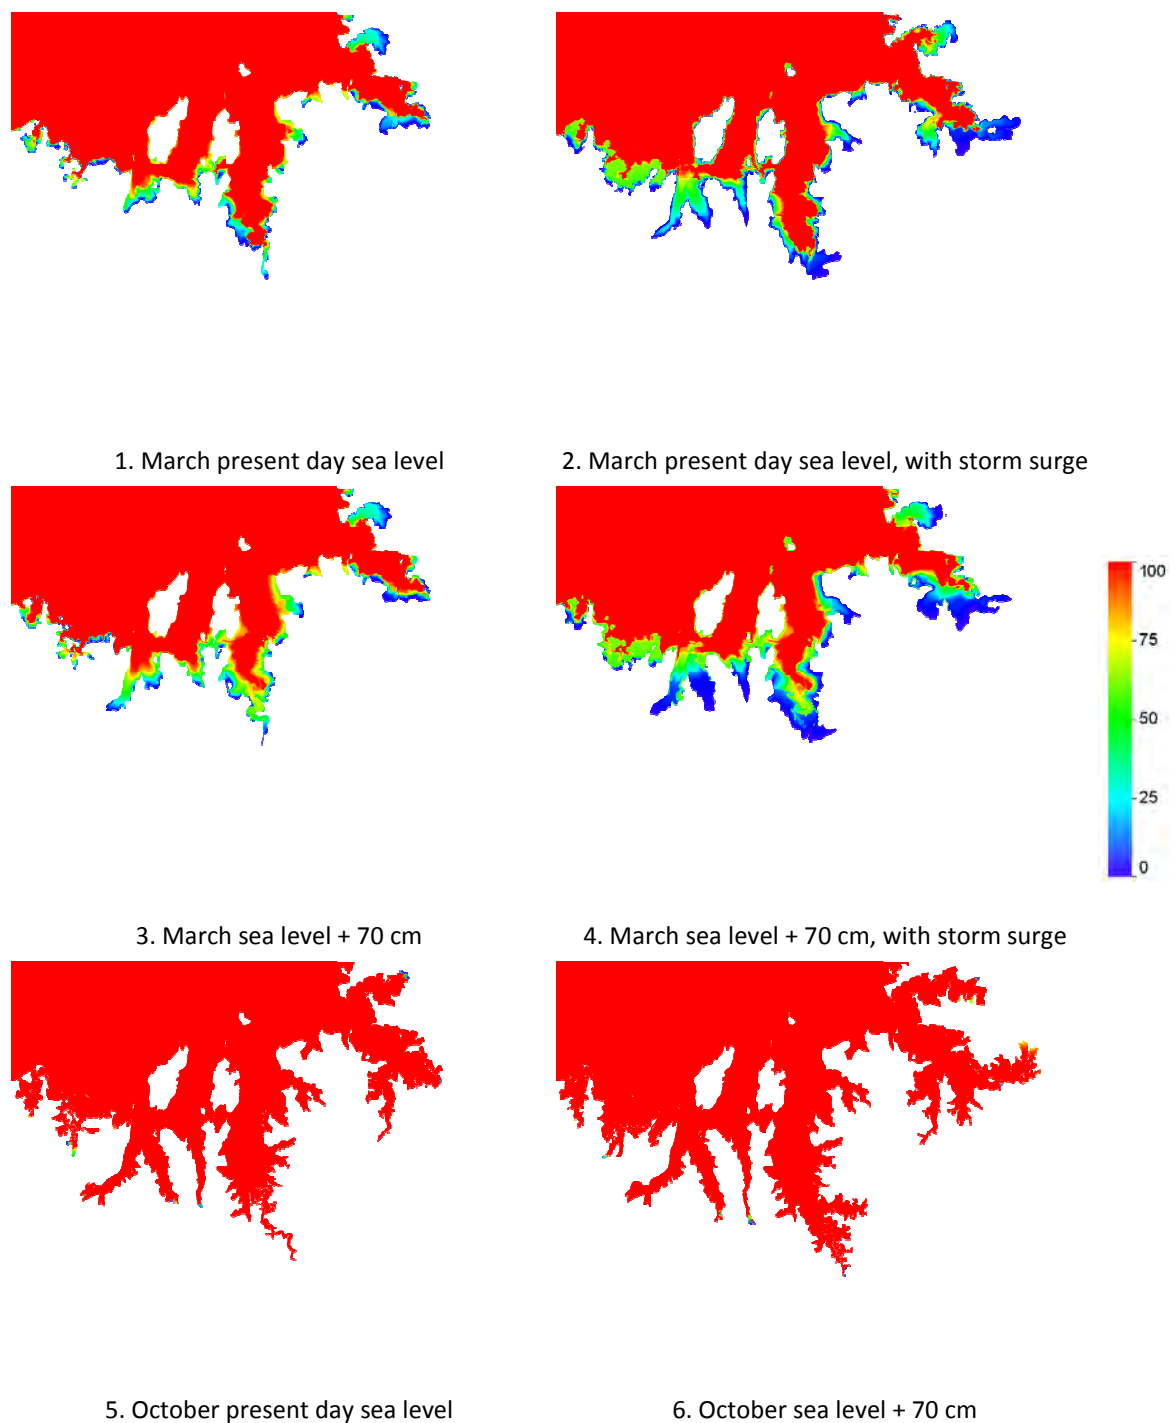 1. March present day sea level
2. March present day sea level, with storm surge
100
75
50
25
0
3. March sea level + 70 cm
4. March sea level + 70 cm, with storm surge
5. October present day sea level
6. October sea level + 70 cm